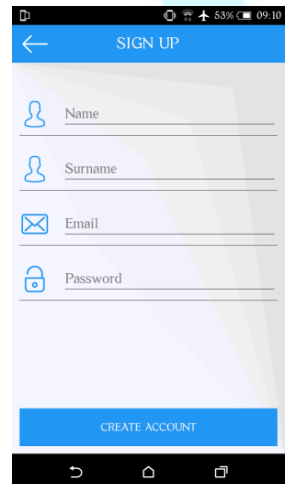 53% 09:10
SIGN UP
Name
Surname
Email
Password
CREATE ACCOUNT